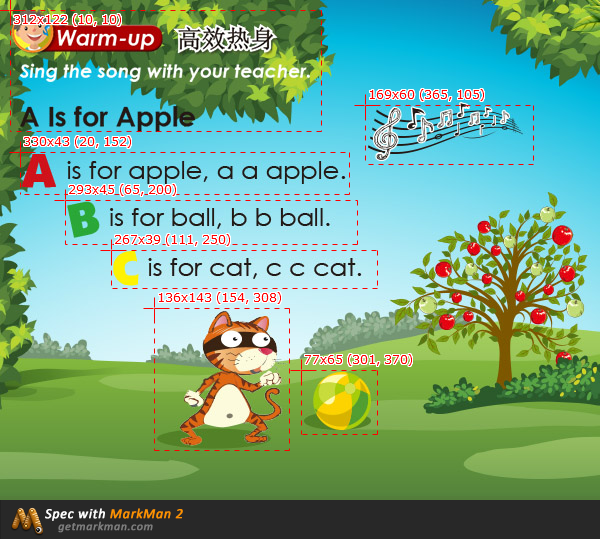 312x122 (10, 10)
Warm-up 高效热身
Sing the song with your teacher.
169x60 (365, 105)
A Is for Apple
330x43 (20, 152)
A is for apple, a a apple.
293x45 (65, 200)
B is for ball, b b ball.
267x39 (111, 250)
C is for cat, c c cat.
136x143 (154, 308)
77x65 (301, 370)
Spec with MarkMan 2
getmarkman.com